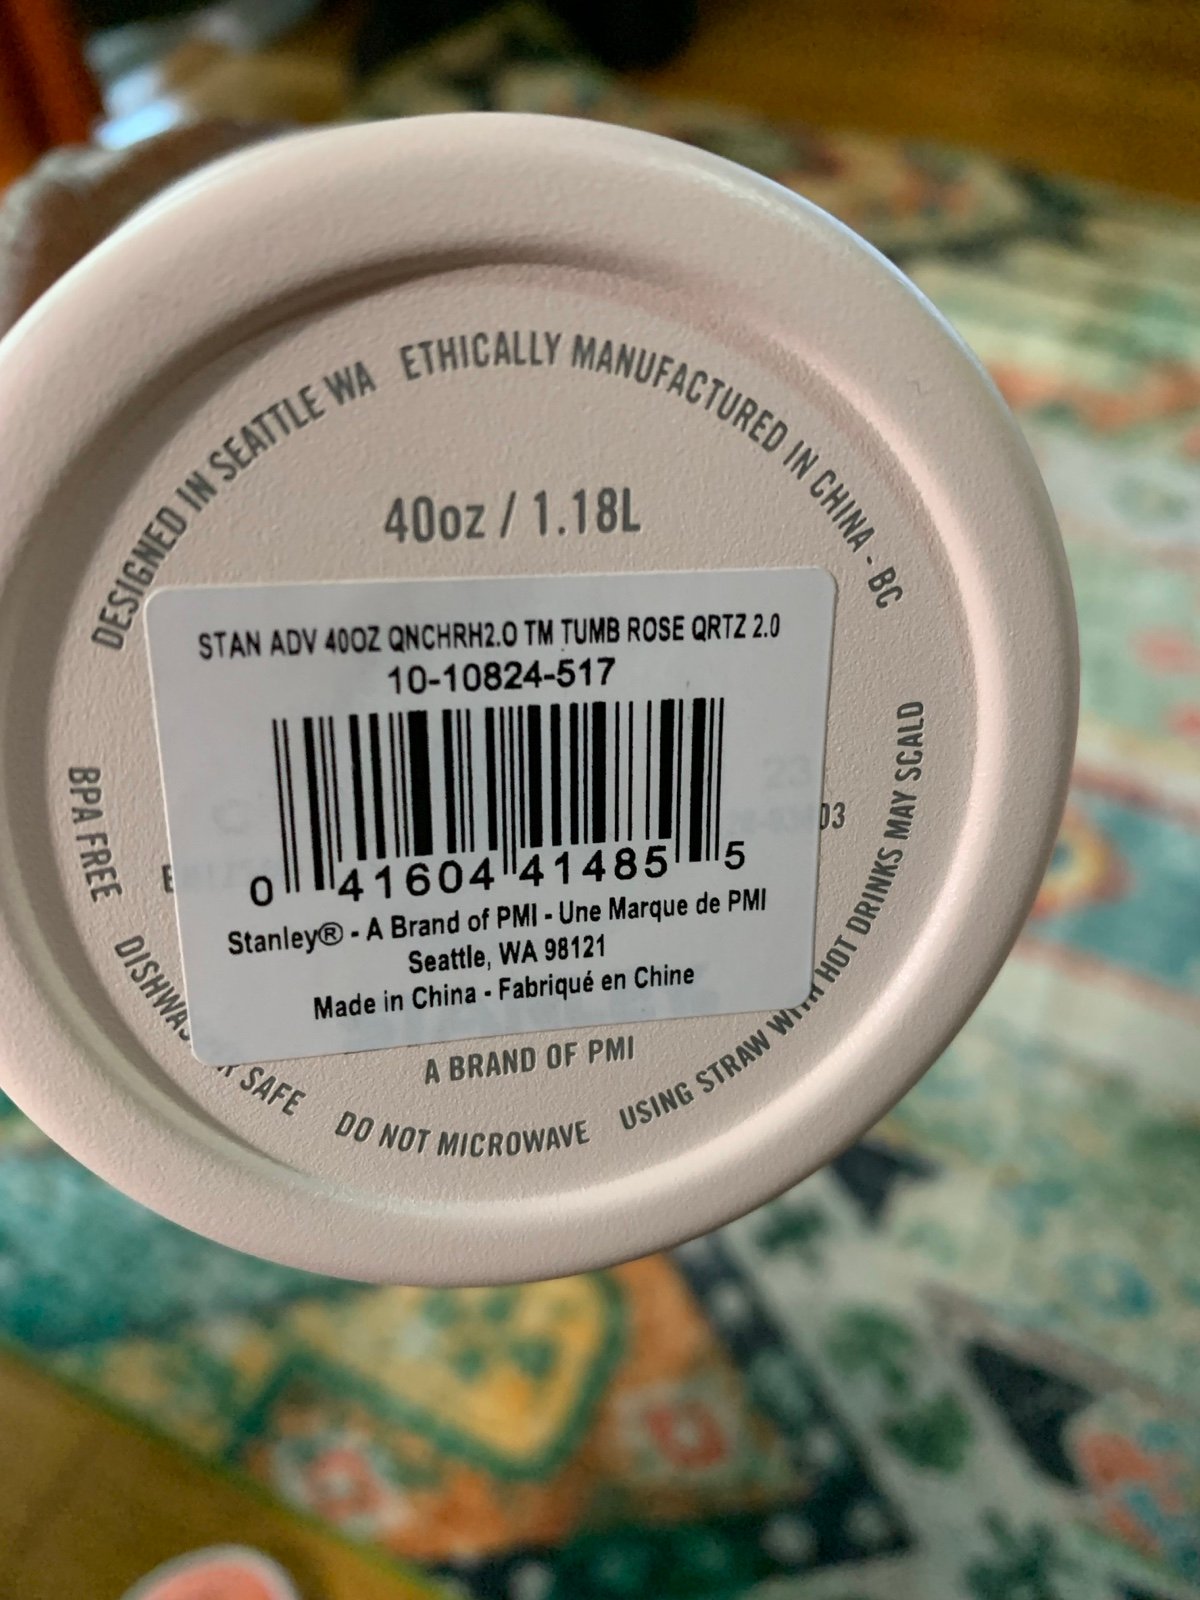 DESIGNED IN SEATTLE WA
ETHICALLY MANUFACTURED IN CHINA - BC
40oz / 1.18L
STAN ADV 40OZ QNCHRH2.O TM TUMB ROSE QRTZ 2.0
10-10824-517
0 41604 41485 5
Stanley® - A Brand of PMI - Une Marque de PMI
Seattle, WA 98121
Made in China - Fabriqué en Chine
03
A BRAND OF PMI
BPA FREE
SAFE
DO NOT MICROWAVE
USING STRAW WITH HOT DRINKS MAY SCALD